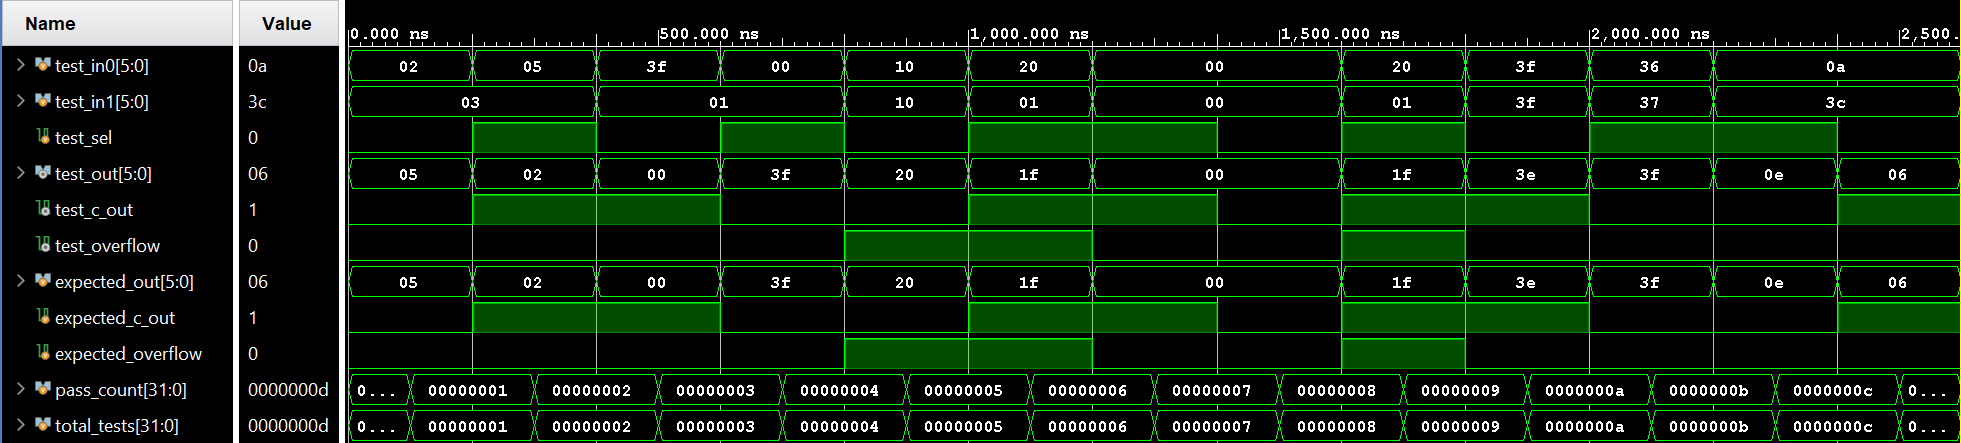 Name Value 0.000 ns 500.000 ns 1,000.000 ns 1,500.000 ns 2,000.000 ns 2,500.
test_in0[5:0] 0a 02 05 3f 00 10 20 00 20 3f 36 0a
test_in1[5:0] 3c 03 01 10 01 00 01 3f 37 3c
test_sel 0
test_out[5:0] 06 05 02 00 3f 20 1f 00 1f 3e 3f 0e 06
test_c_out 1
test_overflow 0
expected_out[5:0] 06 05 02 00 3f 20 1f 00 1f 3e 3f 0e 06
expected_c_out 1
expected_overflow 0
pass_count[31:0] 0000000d 0... 00000001 00000002 00000003 00000004 00000005 00000006 00000007 00000008 00000009 0000000a 0000000b 0000000c 0...
total_tests[31:0] 0000000d 0... 00000001 00000002 00000003 00000004 00000005 00000006 00000007 00000008 00000009 0000000a 0000000b 0000000c 0...